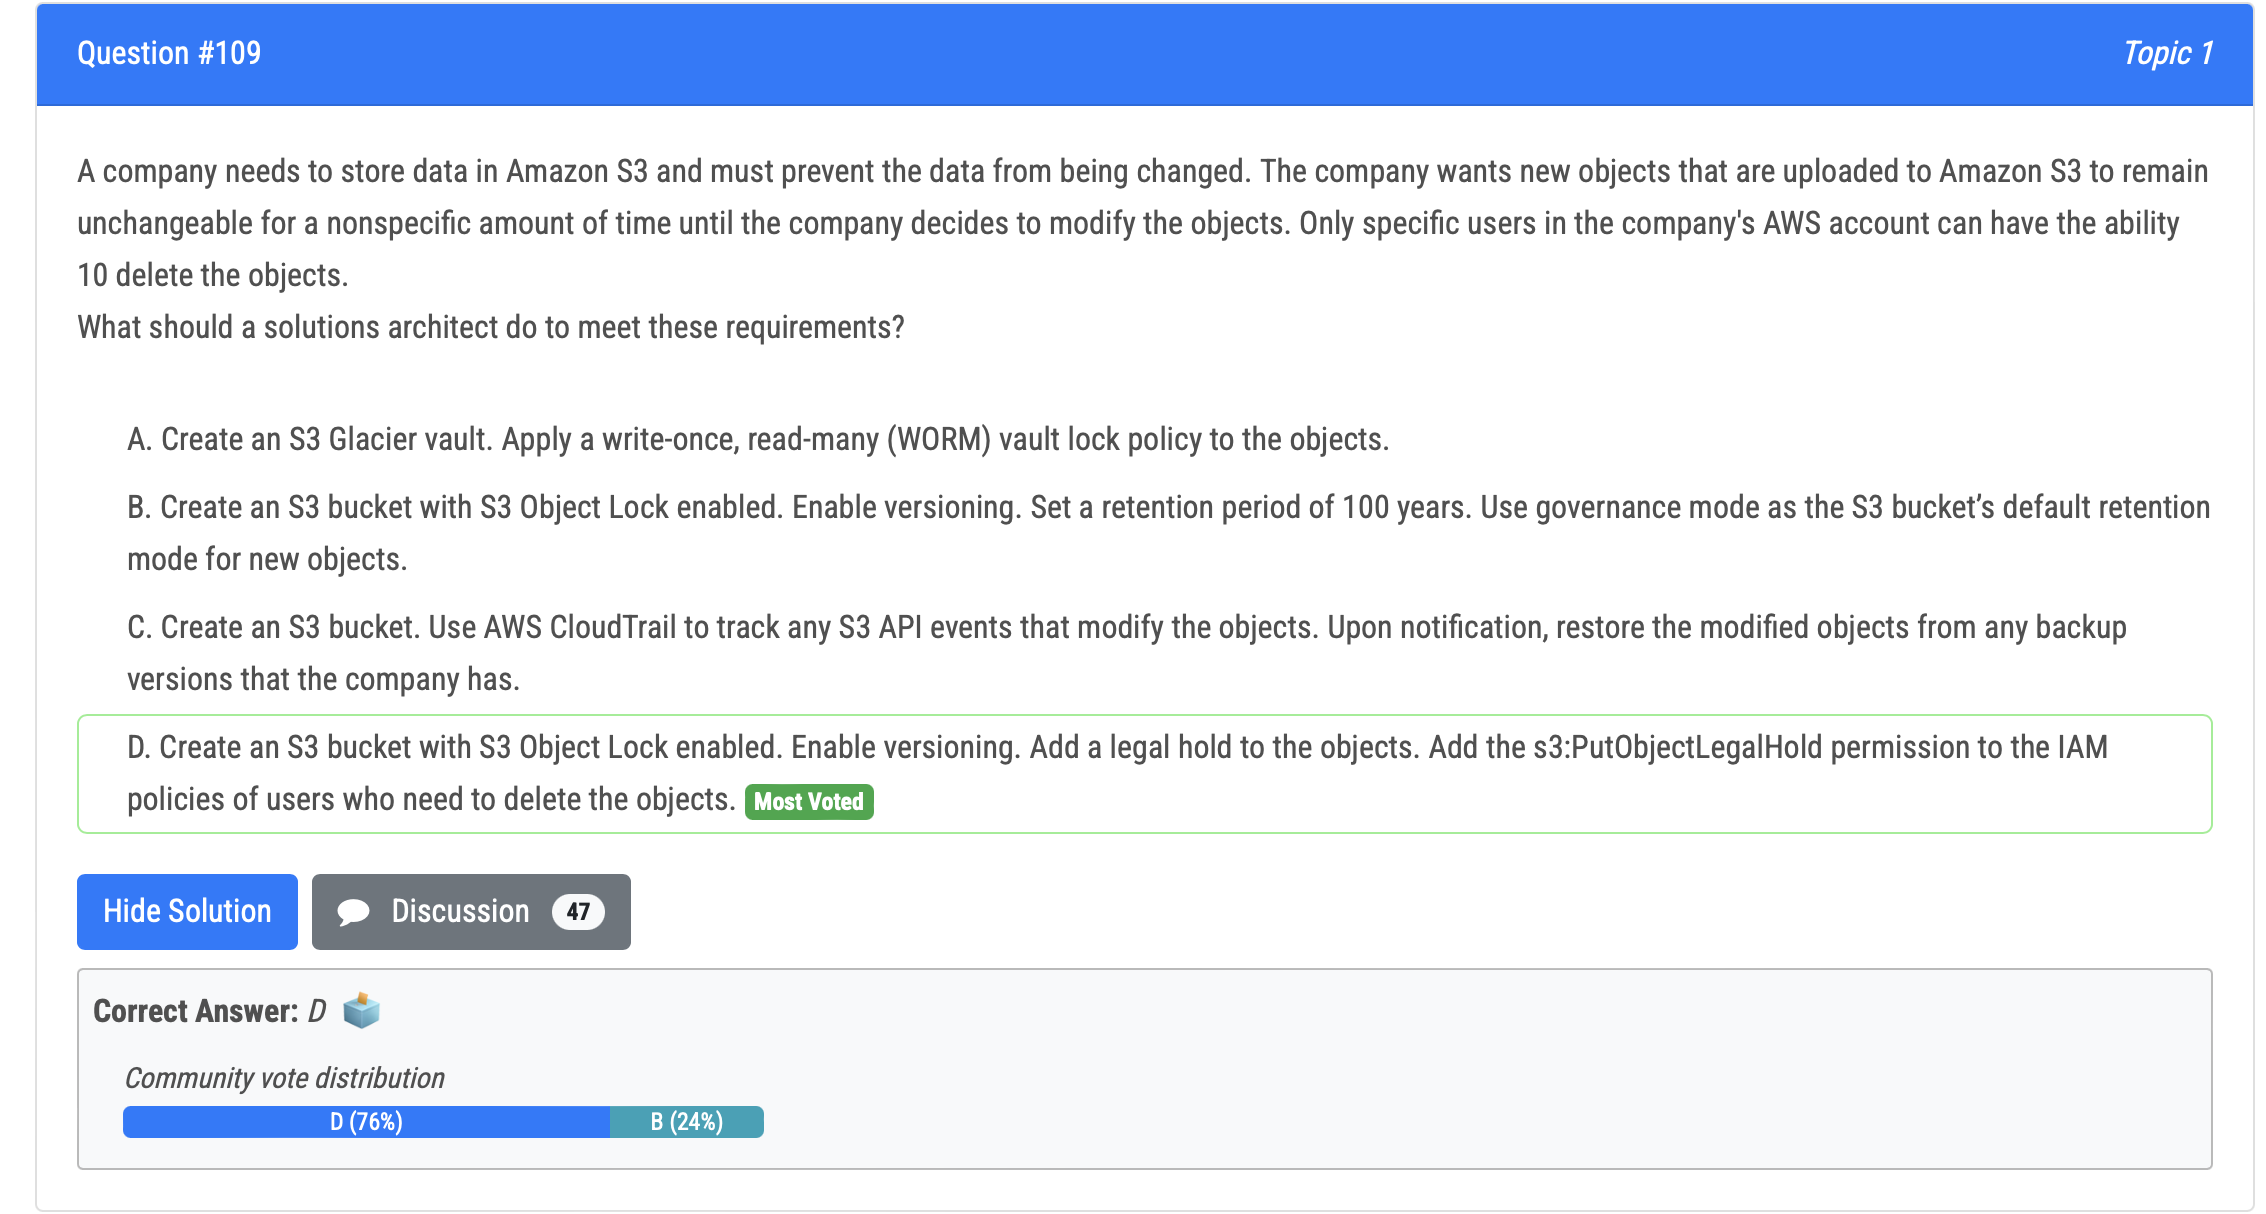 Question #109
Topic 1
A company needs to store data in Amazon S3 and must prevent the data from being changed. The company wants new objects that are uploaded to Amazon S3 to remain
unchangeable for a nonspecific amount of time until the company decides to modify the objects. Only specific users in the company's AWS account can have the ability
10 delete the objects.
What should a solutions architect do to meet these requirements?
A. Create an S3 Glacier vault. Apply a write-once, read-many (WORM) vault lock policy to the objects.
B. Create an S3 bucket with S3 Object Lock enabled. Enable versioning. Set a retention period of 100 years. Use governance mode as the S3 bucket’s default retention
mode for new objects.
C. Create an S3 bucket. Use AWS CloudTrail to track any S3 API events that modify the objects. Upon notification, restore the modified objects from any backup
versions that the company has.
D. Create an S3 bucket with S3 Object Lock enabled. Enable versioning. Add a legal hold to the objects. Add the s3:PutObjectLegalHold permission to the IAM
policies of users who need to delete the objects. Most Voted
Hide Solution
Discussion 47
Correct Answer: D
Community vote distribution
D (76%) B (24%)